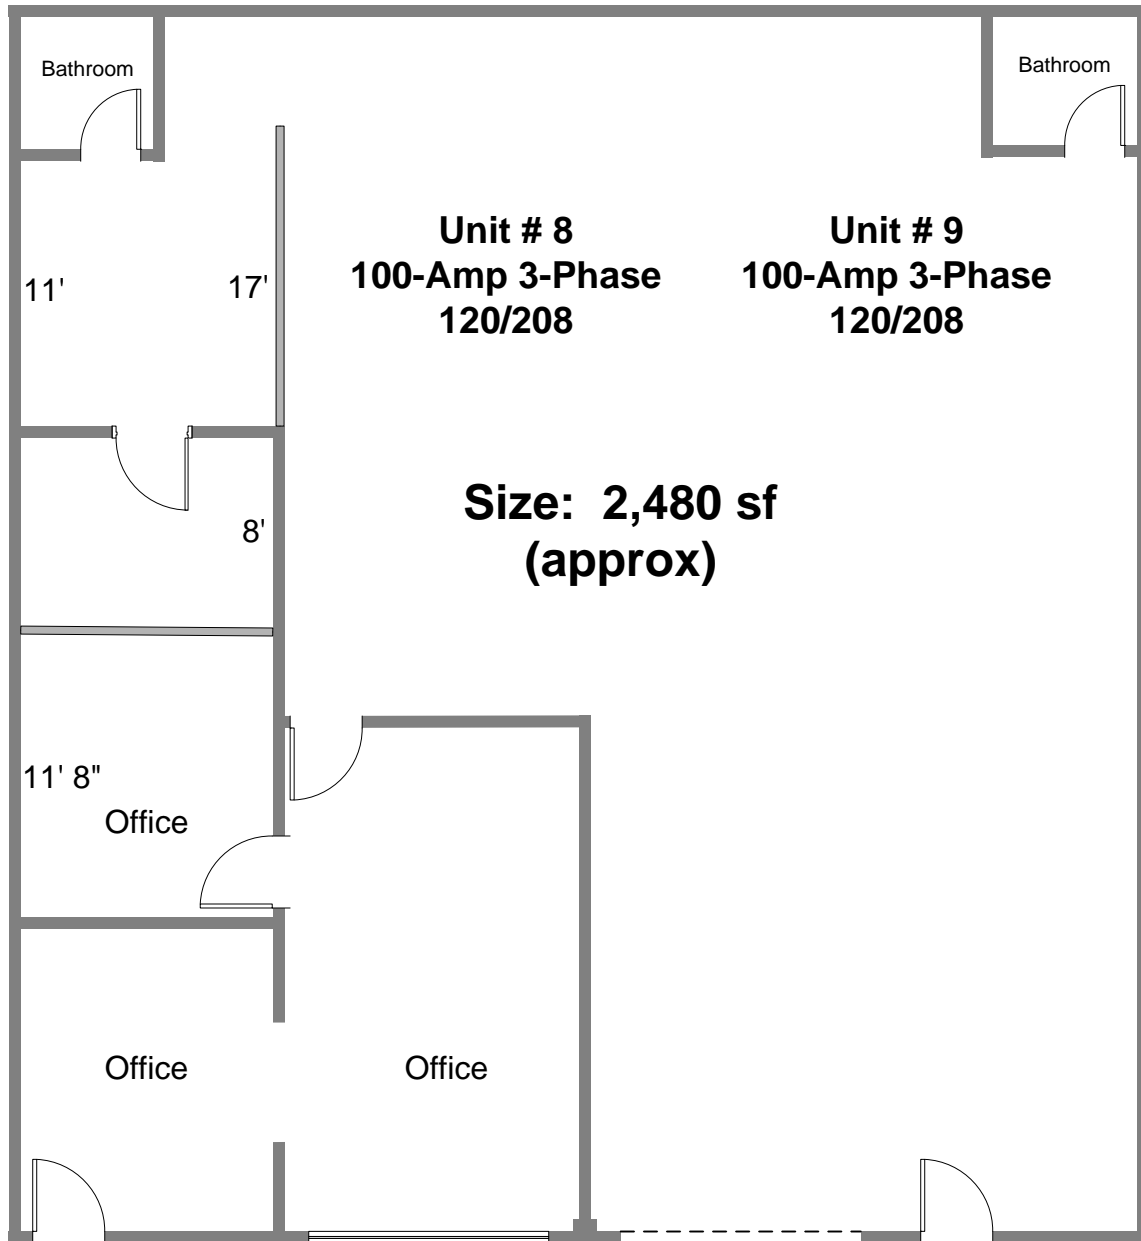 Bathroom
Bathroom
Unit # 8
100-Amp 3-Phase
120/208
Unit # 9
100-Amp 3-Phase
120/208
11'
17'
Size:  2,480 sf
(approx)
8'
11' 8"
Office
Office
Office